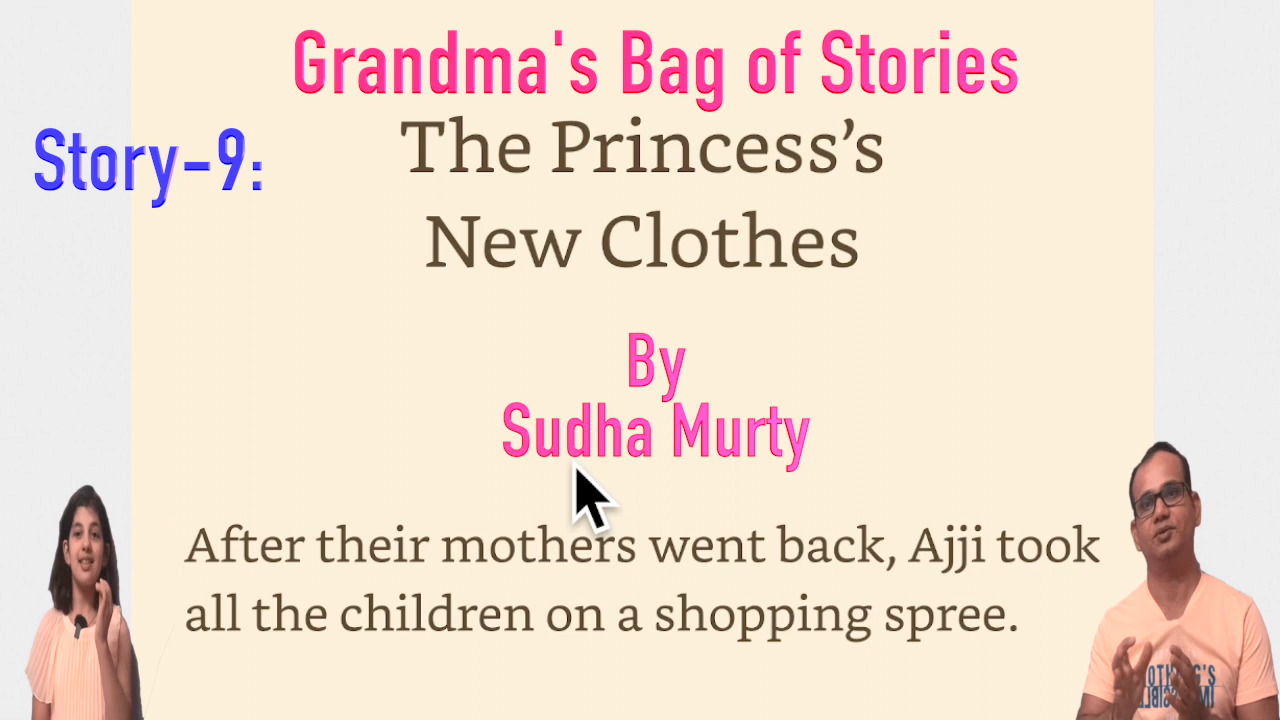 Grandma's Bag of Stories
Story-9:
The Princess’s
New Clothes
By
Sudha Murty
After their mothers went back, Ajji took
all the children on a shopping spree.